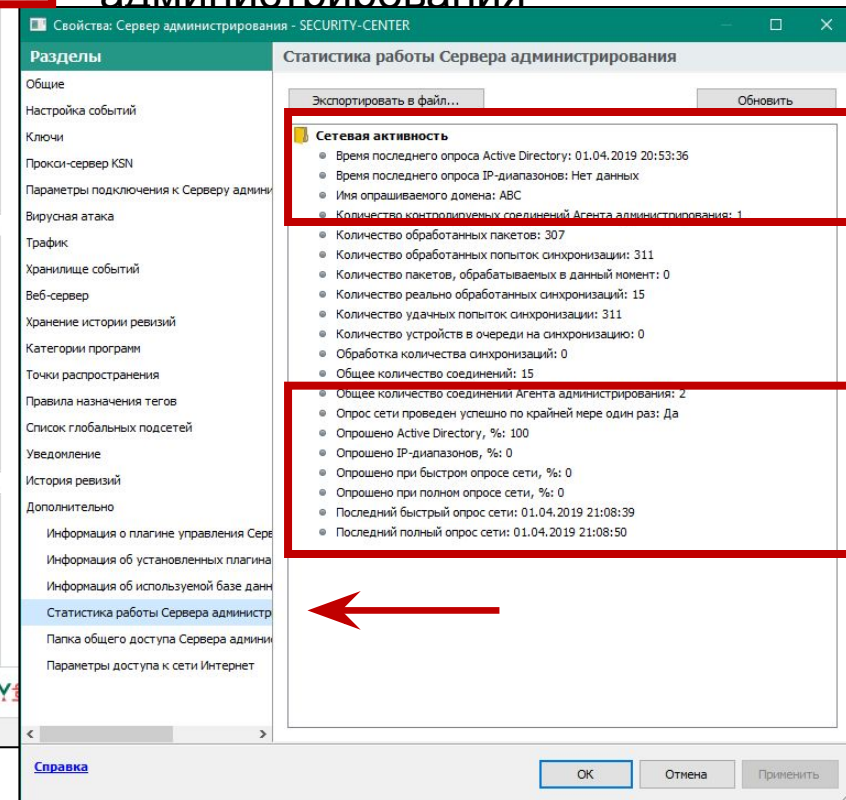 администрирования
Свойства: Сервер администрирования - SECURITY-CENTER
Разделы
Статистика работы Сервера администрирования
Общие
Настройка событий
Ключи
Прокси-сервер KSN
Параметры подключения к Серверу админи
Вирусная атака
Трафик
Хранилище событий
Веб-сервер
Хранение истории ревизий
Категории программ
Точки распространения
Правила назначения тегов
Список глобальных подсетей
Уведомление
История ревизий
Дополнительно
Информация о плагине управления Серве
Информация об установленных плагина
Информация об используемой базе данн
Статистика работы Сервера администр
Папка общего доступа Сервера админис
Параметры доступа к сети Интернет
Экспортировать в файл...
Обновить
Сетевая активность
Время последнего опроса Active Directory: 01.04.2019 20:53:36
Время последнего опроса IP-диапазонов: Нет данных
Имя опрашиваемого домена: ABC
Количество контролируемых соединений Агента администрирования: 1
Количество обработанных пакетов: 307
Количество обработанных попыток синхронизации: 311
Количество пакетов, обрабатываемых в данный момент: 0
Количество реально обработанных синхронизаций: 15
Количество удачных попыток синхронизации: 311
Количество устройств в очереди на синхронизацию: 0
Обработка количества синхронизаций: 0
Общее количество соединений: 15
Общее количество соединений Агента администрирования: 2
Опрос сети проведен успешно по крайней мере один раз: Да
Опрошено Active Directory, %: 100
Опрошено IP-диапазонов, %: 0
Опрошено при быстром опросе сети, %: 0
Опрошено при полном опросе сети, %: 0
Последний быстрый опрос сети: 01.04.2019 21:08:39
Последний полный опрос сети: 01.04.2019 21:08:50
Справка
ОК
Отмена
Применить